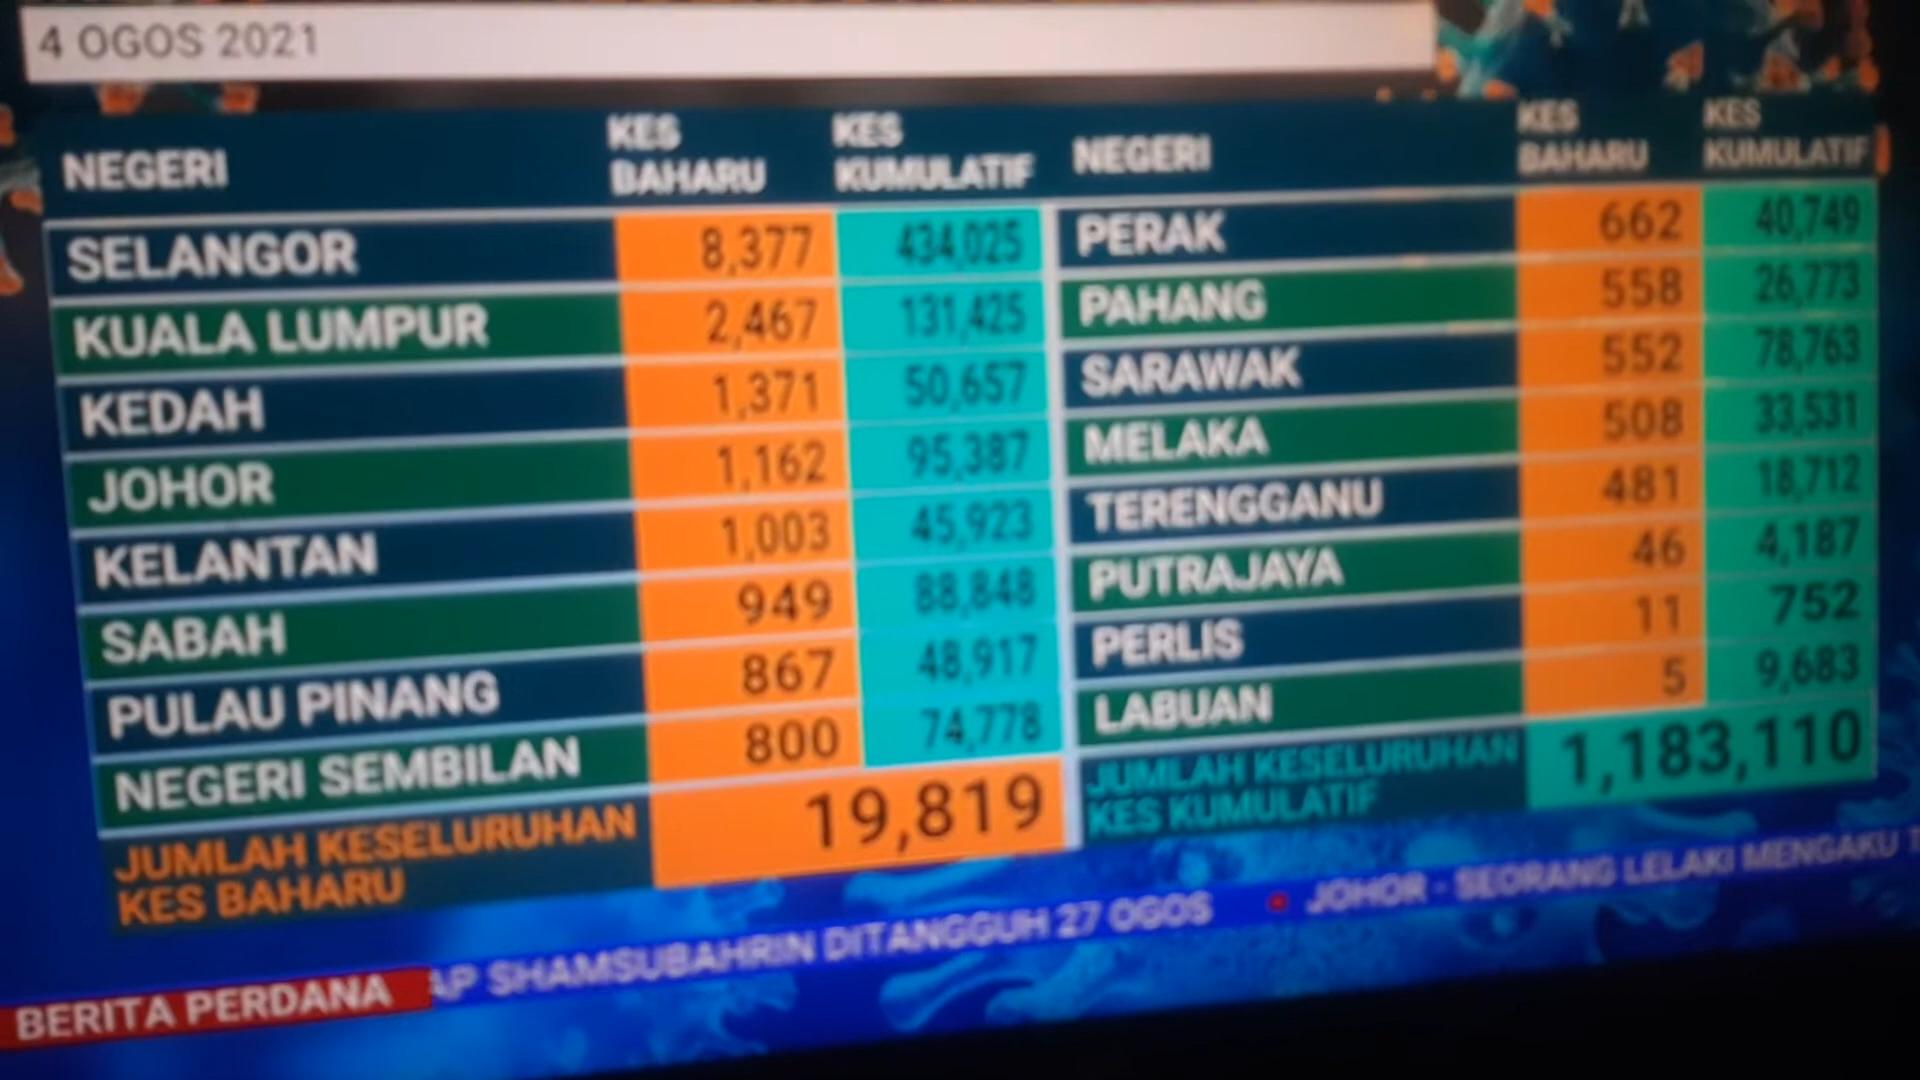 4 OGOS 2021
NEGERI KES BAHARU KES KUMULATIF
SELANGOR 8,377 434,025
KUALA LUMPUR 2,467 131,425
KEDAH 1,371 50,657
JOHOR 1,162 95,387
KELANTAN 1,003 45,923
SABAH 949 88,848
PULAU PINANG 867 48,917
NEGERI SEMBILAN 800 74,778
JUMLAH KESELURUHAN
KES BAHARU 19,819
NEGERI KES BAHARU KES KUMULATIF
PERAK 662 40,749
PAHANG 558 26,773
SARAWAK 552 78,763
MELAKA 508 33,531
TERENGGANU 481 18,712
PUTRAJAYA 46 4,187
PERLIS 11 752
LABUAN 5 9,683
JUMLAH KESELURUHAN
KES KUMULATIF 1,183,110
BERITA PERDANA AP SHAMSUBAHRIN DITANGGUH 27 OGOS • JOHOR - SEORANG LELAKI MENGAKU